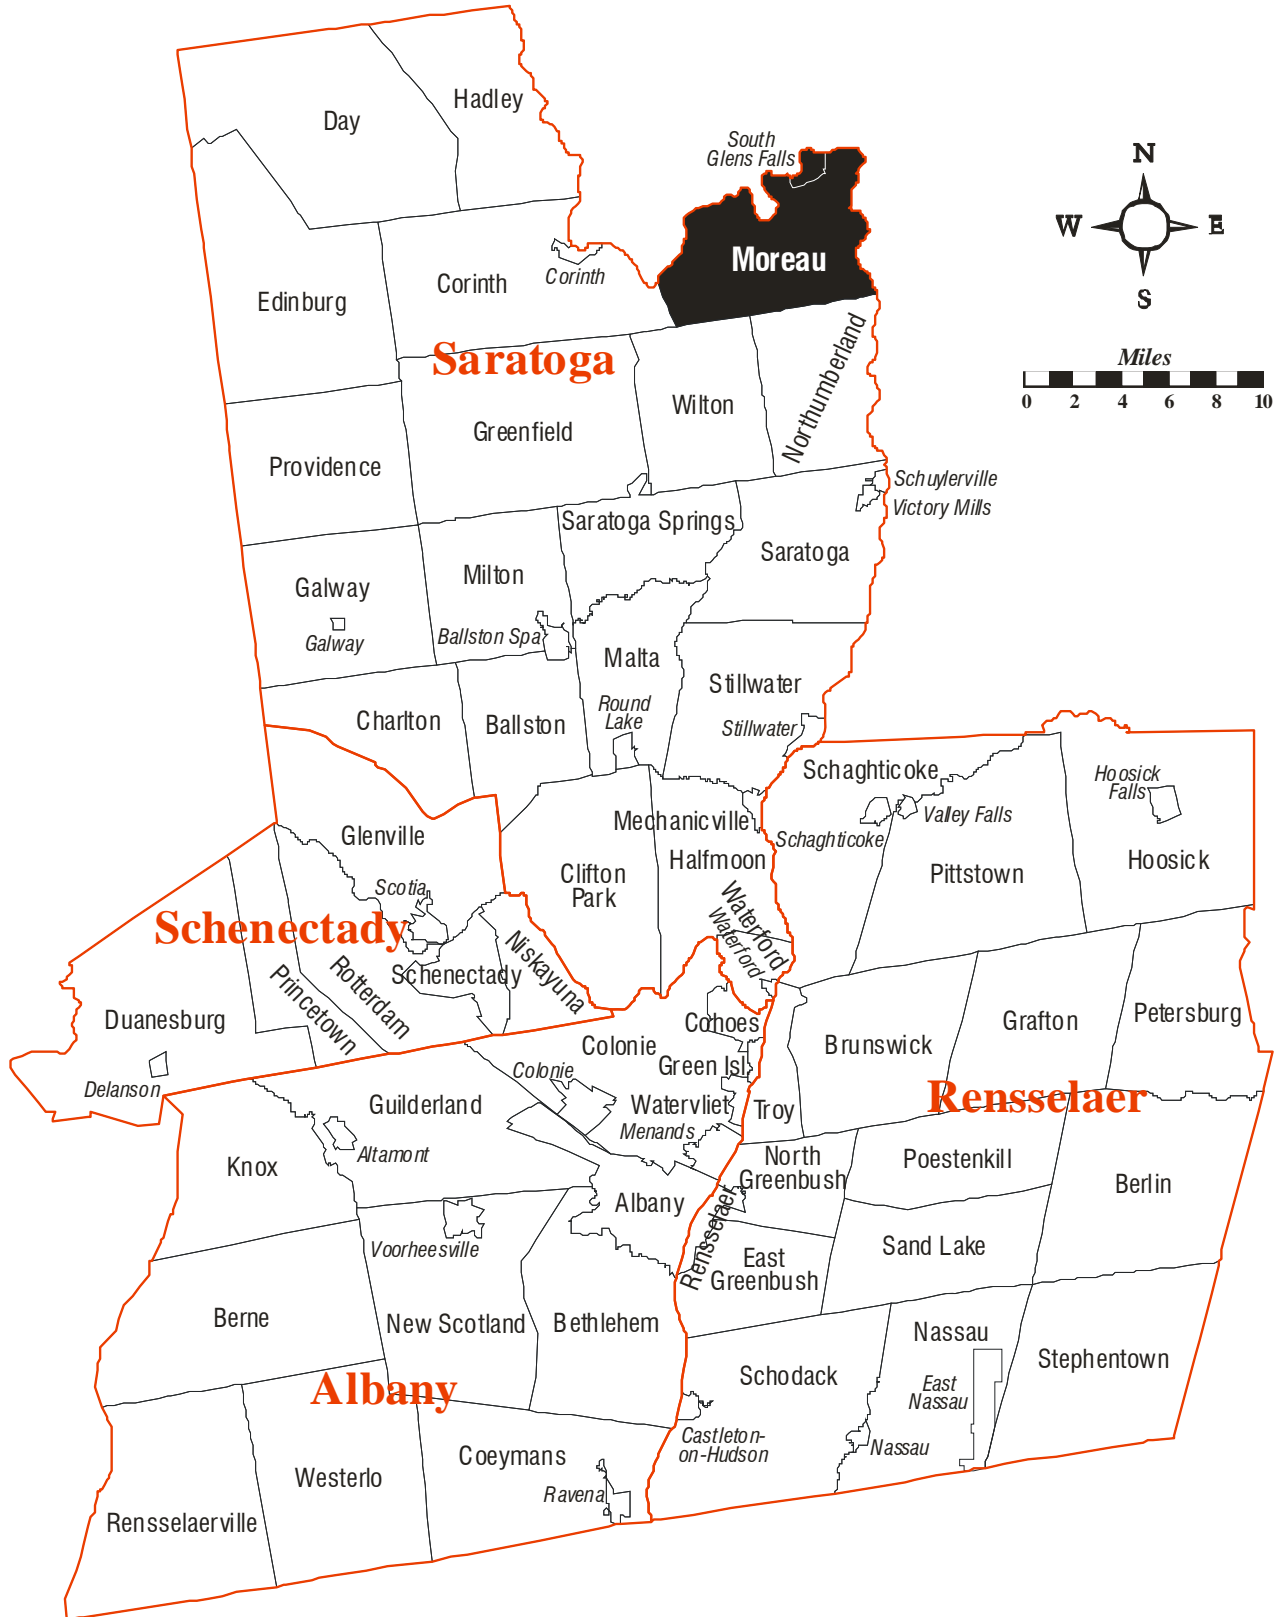 Hadley
Day
South
Glens Falls
N
W
E
S
Moreau
Corinth
Corinth
Edinburg
Saratoga
Miles
0 2 4 6 8 10
Northumberland
Wilton
Greenfield
Providence
Schuylerville
Victory Mills
Saratoga Springs
Saratoga
Milton
Galway
Galway
Ballston Spa
Malta
Stillwater
Round
Lake
Stillwater
Charlton
Ballston
Schaghticoke
Hoosick
Falls
Valley Falls
Schaghticoke
Mechanicville
Glenville
Halfmoon
Clifton
Park
Pittstown
Hoosick
Scotia
Schenectady
Waterford
Waterford
Niskayuna
Schenectady
Rotterdam
Princetown
Duanesburg
Delanson
Cohoes
Colonie
Green Isl.
Colonie
Brunswick
Grafton
Petersburg
Rensselaer
Guilderland
Watervliet
Menands
Troy
Altamont
Knox
North
Greenbush
Poestenkill
Berlin
Albany
Rensselaer
Voorheesville
Sand Lake
East
Greenbush
Berne
New Scotland
Bethlehem
Nassau
Stephentown
Schodack
East
Nassau
Albany
Castleton-
on-Hudson
Nassau
Coeymans
Westerlo
Ravena
Rensselaerville